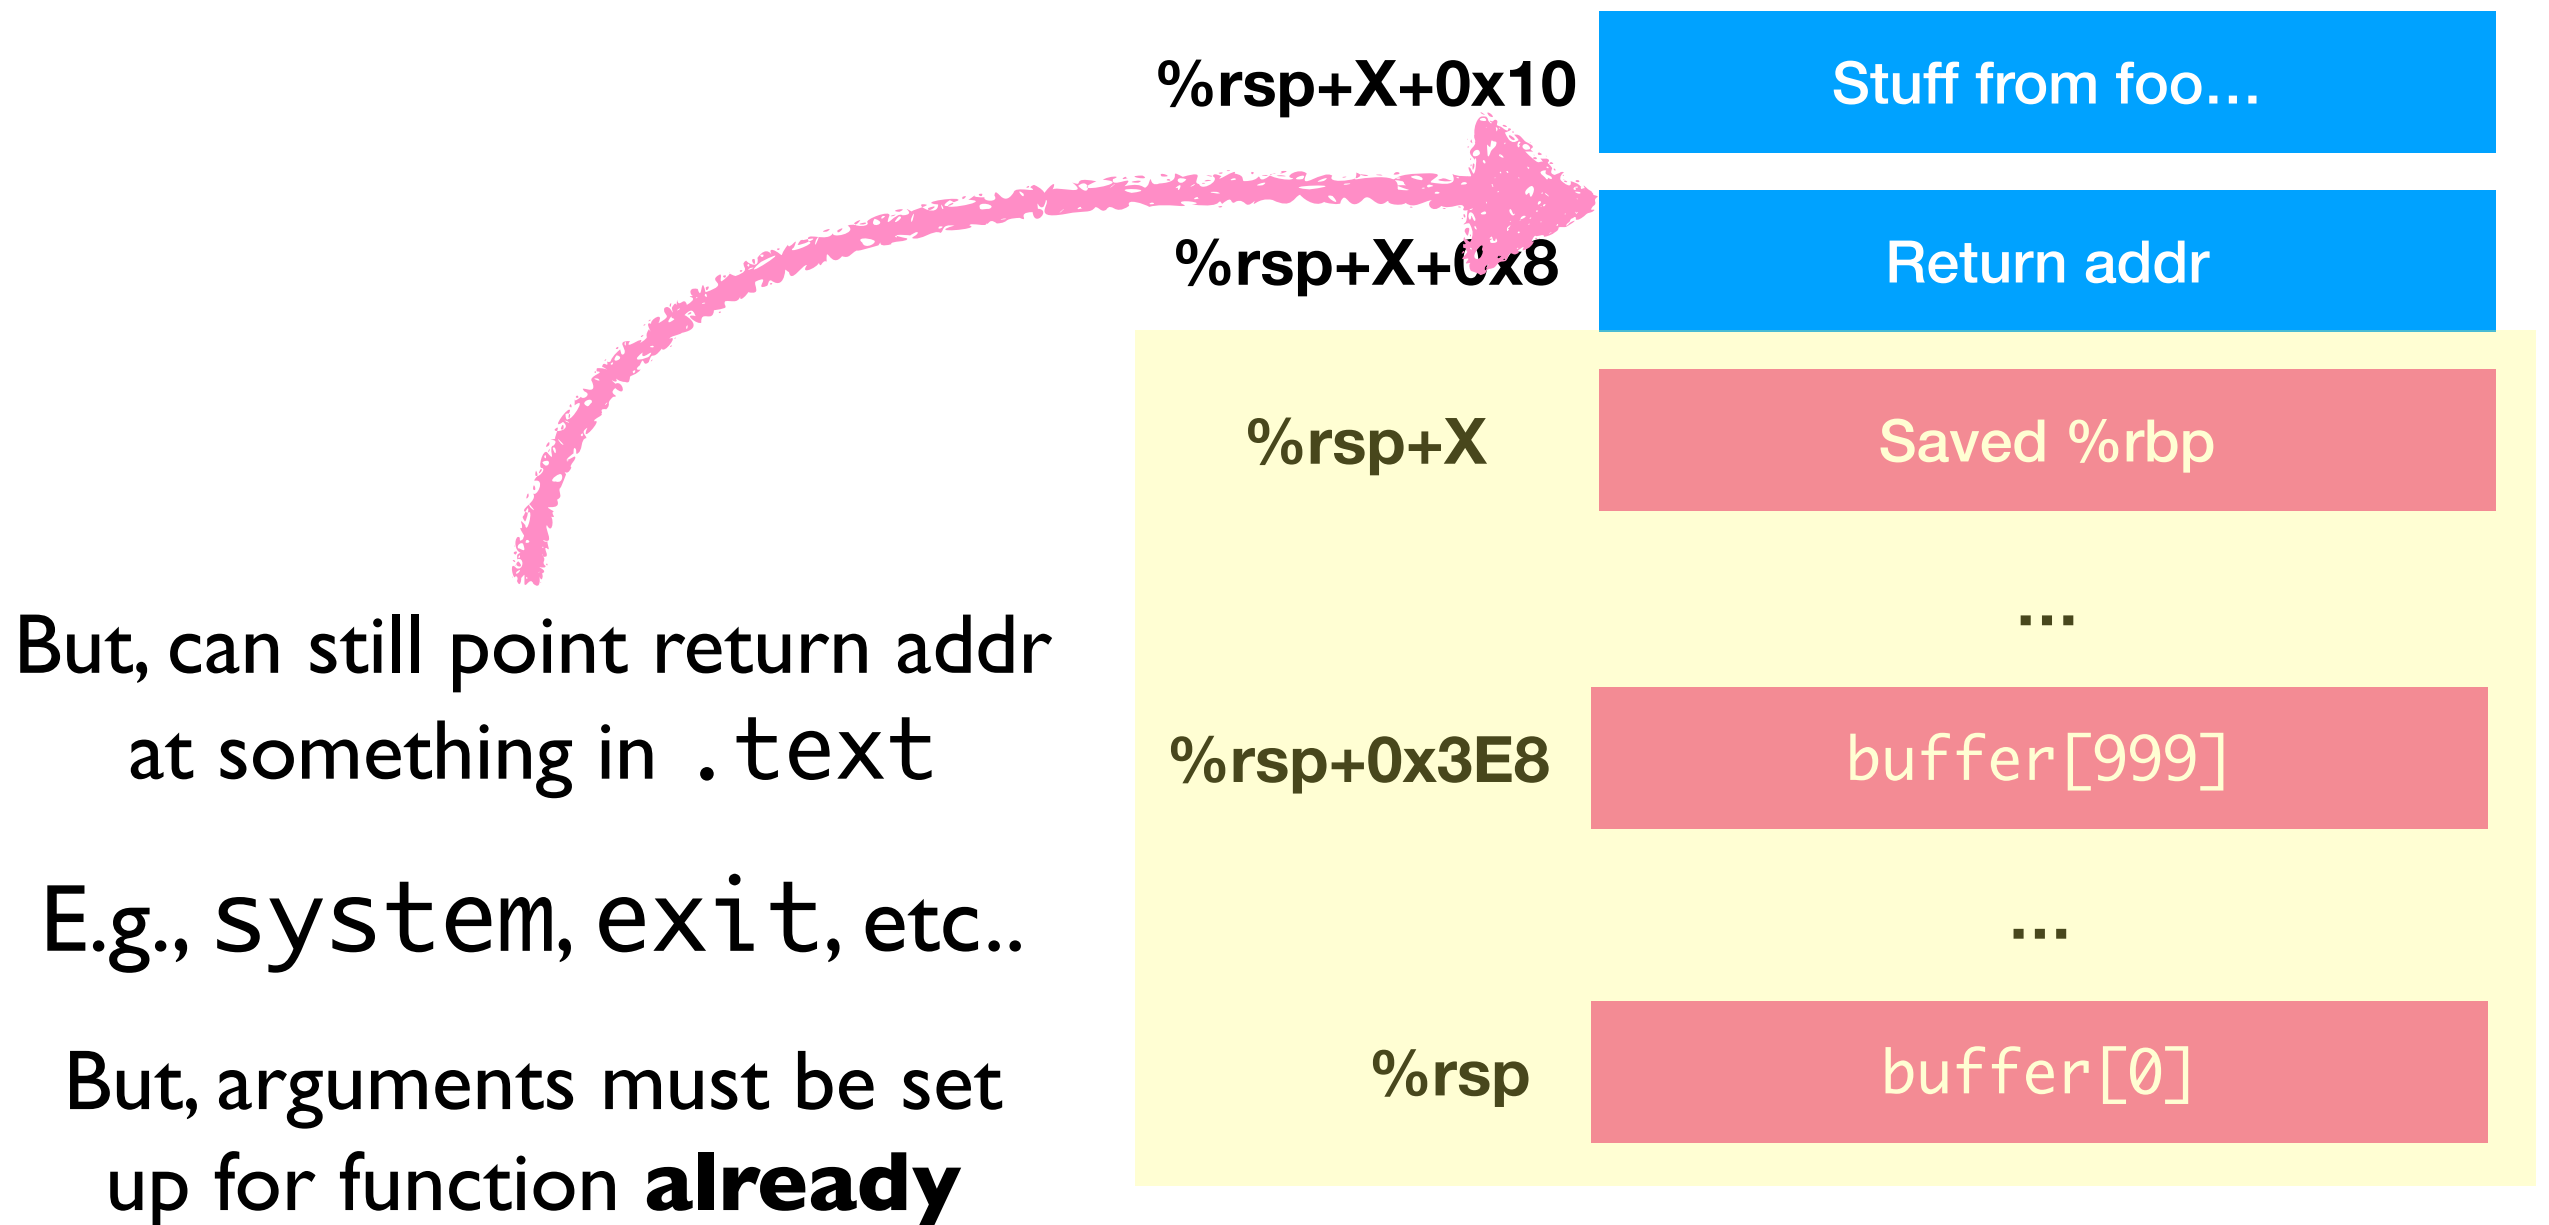 %rsp+X+0x10 Stuff from foo...
%rsp+X+0x8 Return addr
%rsp+X Saved %rbp
...
But, can still point return addr
at something in .text
%rsp+0x3E8 buffer[999]
E.g., system, exit, etc..
...
But, arguments must be set
up for function already
%rsp buffer[0]